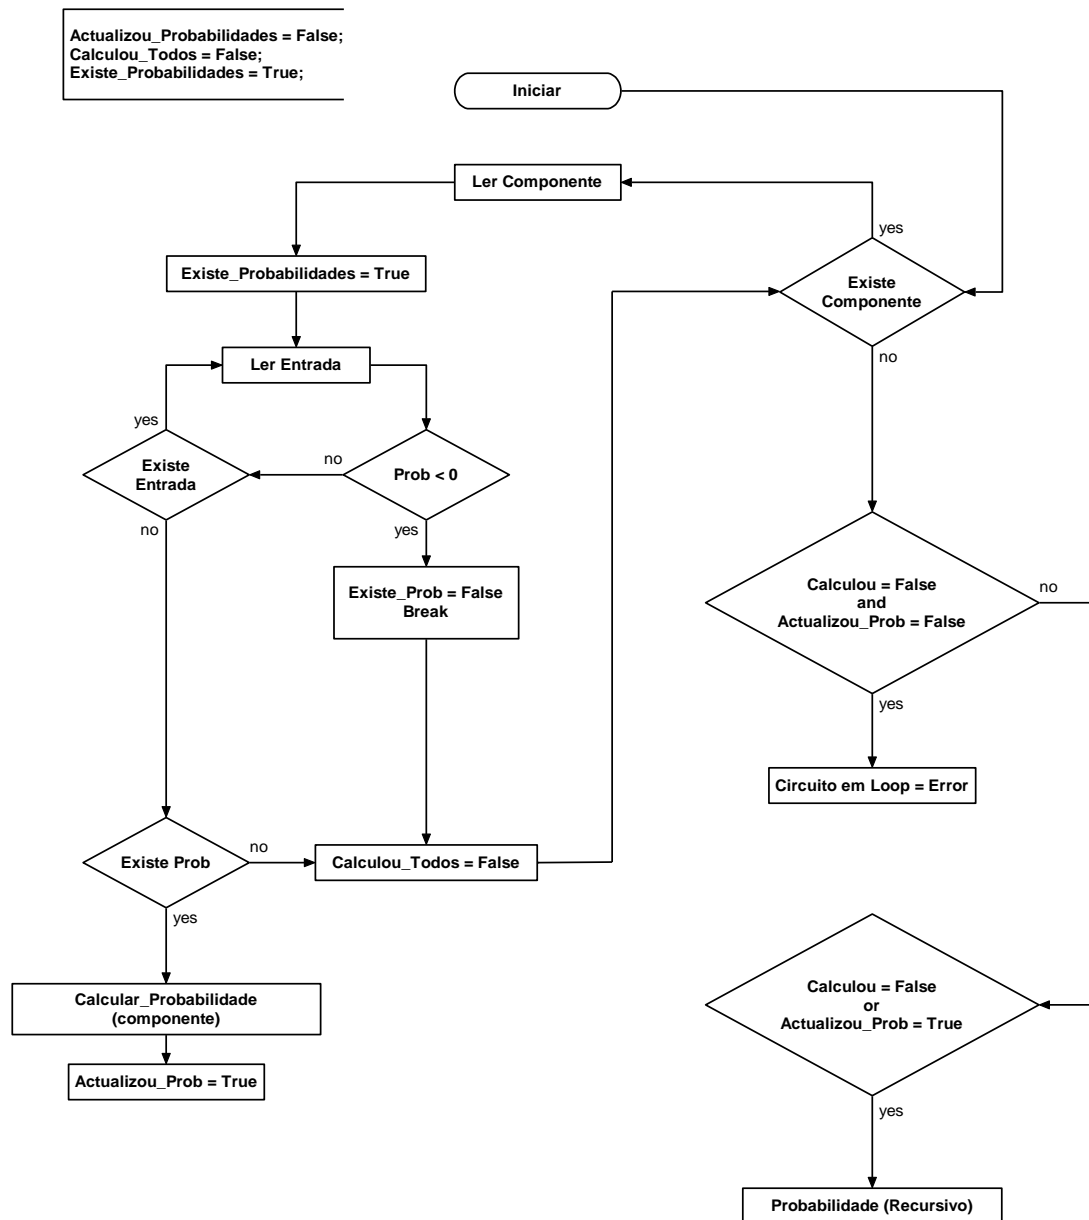 Actualizou_Probabilidades = False;
Calculou_Todos = False;
Existe_Probabilidades = True;
Iniciar
Ler Componente
yes
Existe_Probabilidades = True
Existe
Componente
no
Ler Entrada
yes
Existe
Entrada
no
Prob < 0
no
yes
Existe_Prob = False
Break
Calculou = False
and
Actualizou_Prob = False
no
yes
Circuito em Loop = Error
Existe Prob
no
Calculou_Todos = False
yes
Calcular_Probabilidade
(componente)
Actualizou_Prob = True
Calculou = False
or
Actualizou_Prob = True
yes
Probabilidade (Recursivo)